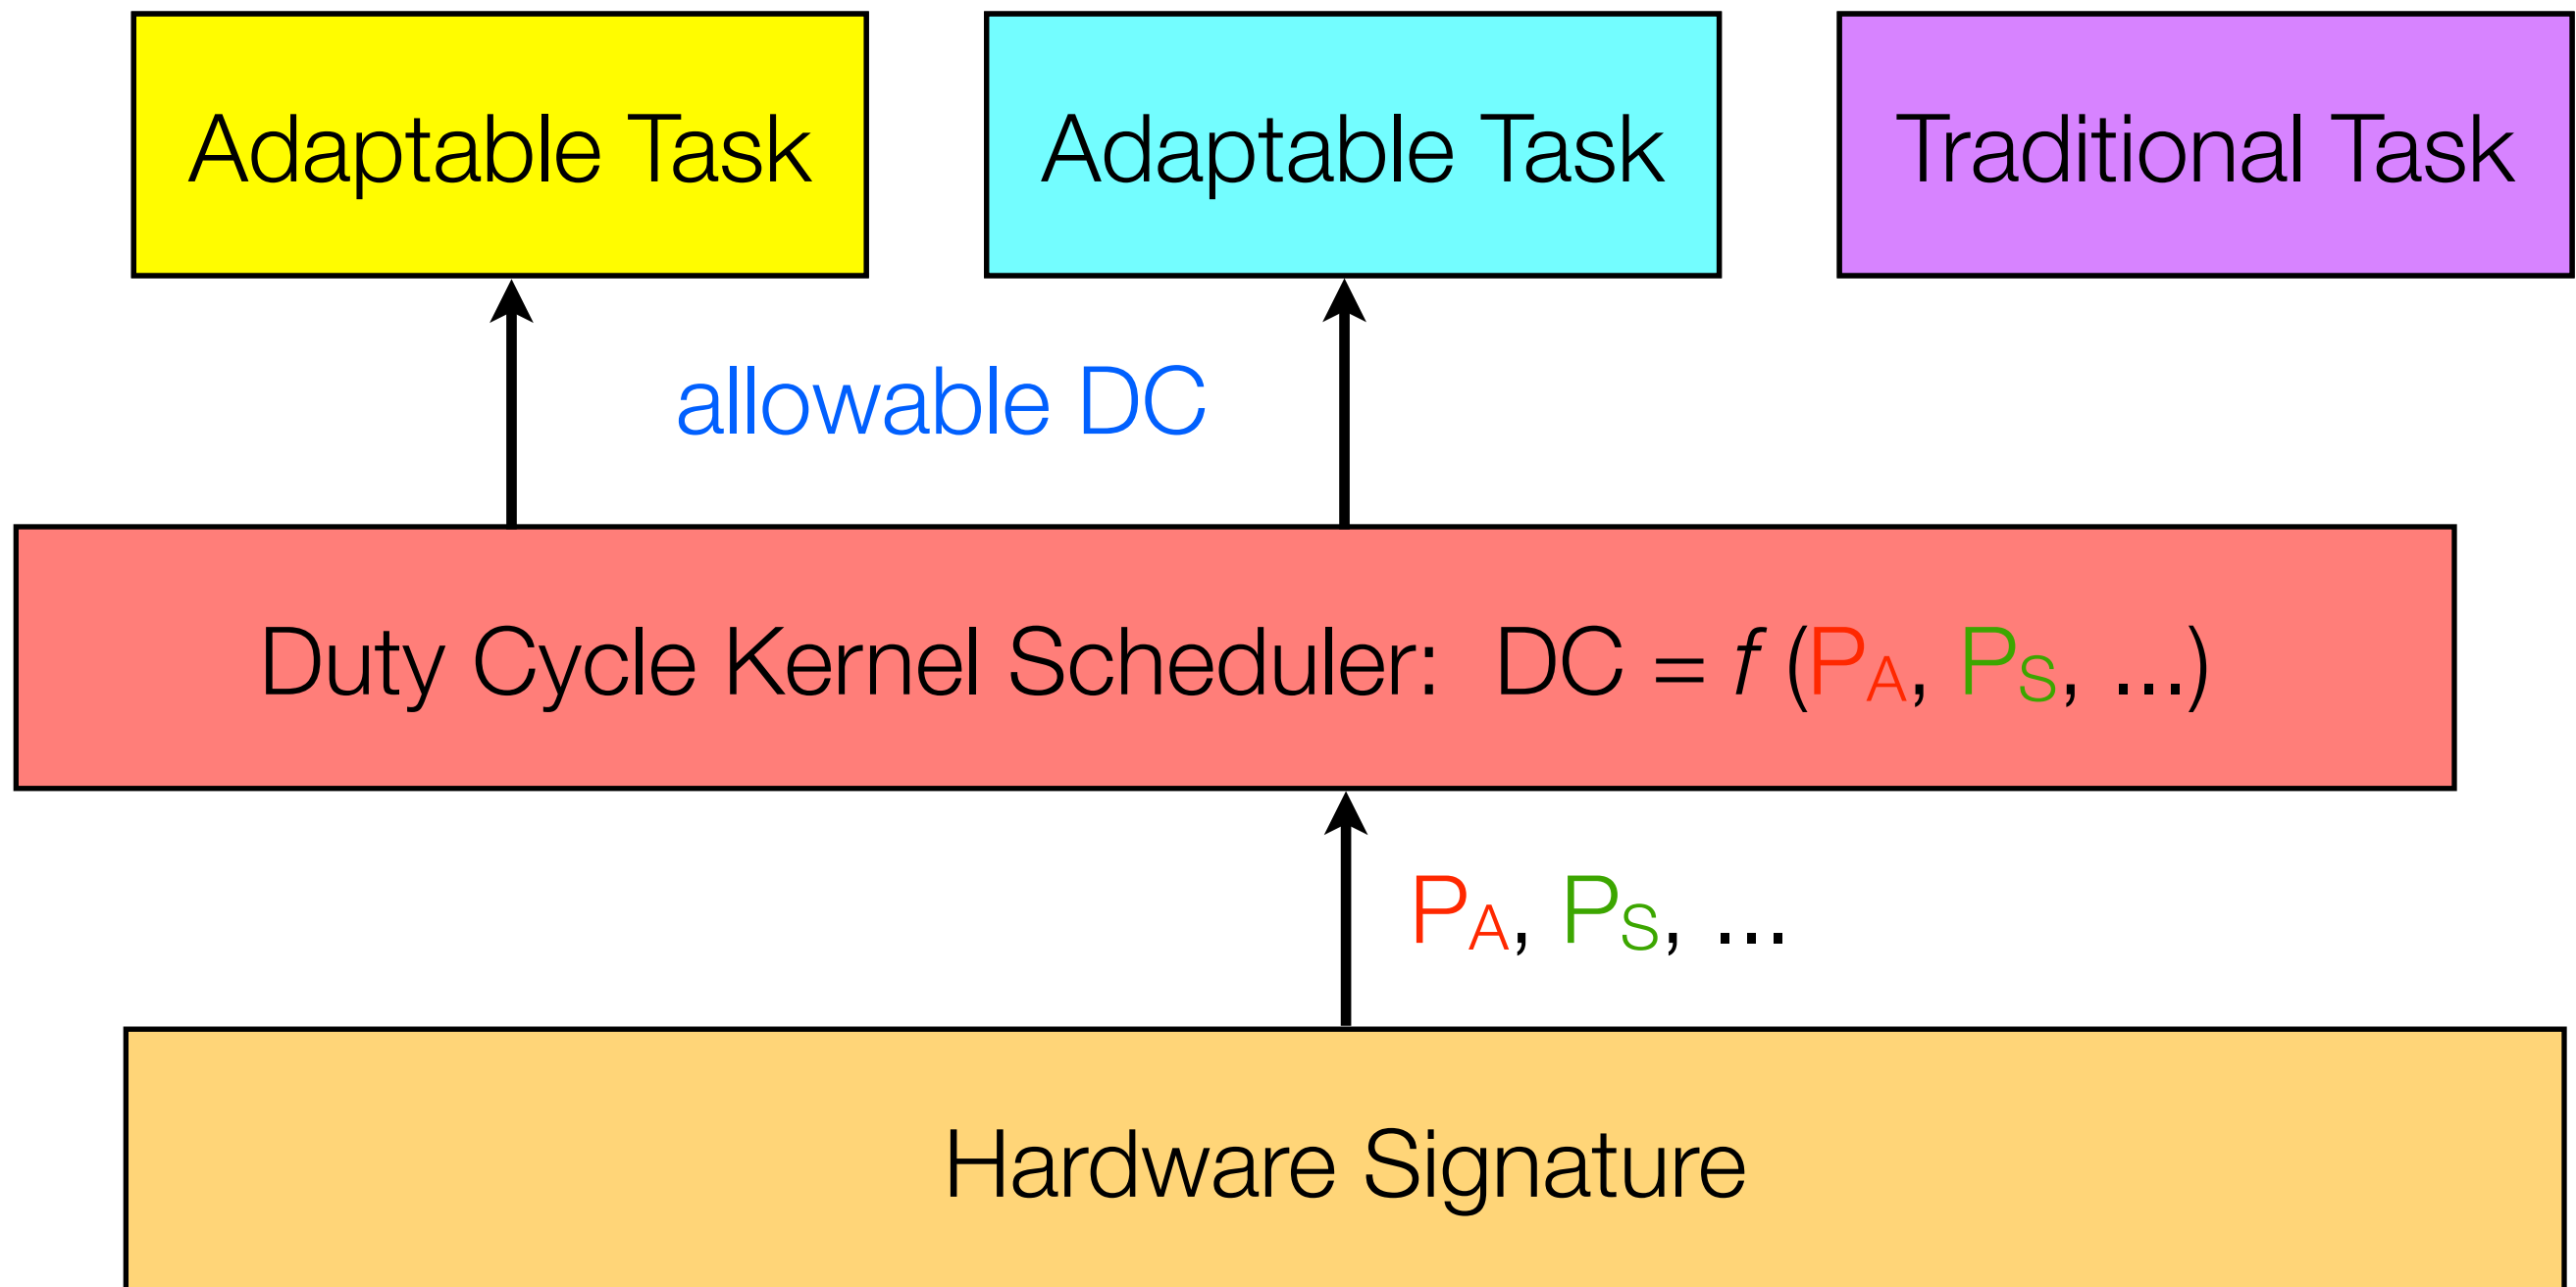 Adaptable Task
Adaptable Task
Traditional Task
allowable DC
Duty Cycle Kernel Scheduler: DC = f (PA, PS, ...)
PA, PS, ...
Hardware Signature